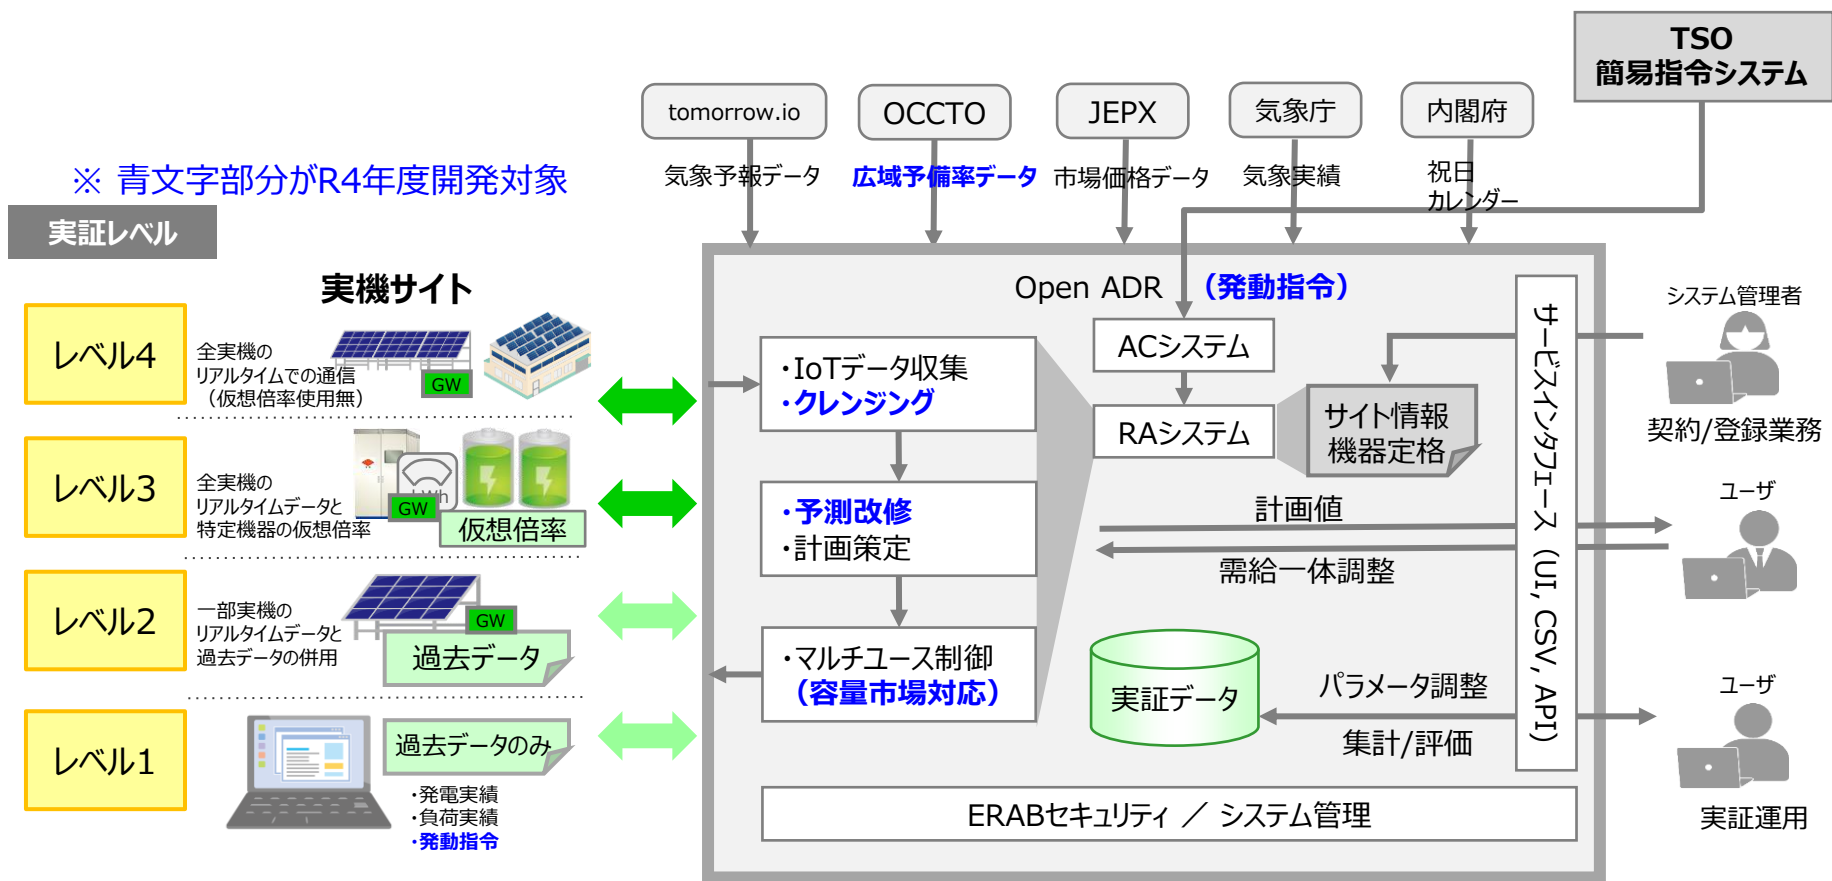 TSO
簡易指令システム
tomorrow.io
OCCTO
JEPX
気象庁
内閣府
気象予報データ
広域予備率データ
市場価格データ
気象実績
祝日
カレンダー
※ 青文字部分がR4年度開発対象
実証レベル
実機サイト
レベル4
全実機の
リアルタイムでの通信
（仮想倍率使用無）
GW
レベル3
全実機の
リアルタイムデータと
特定機器の仮想倍率
GW
仮想倍率
レベル2
一部実機の
リアルタイムデータと
過去データの併用
GW
過去データ
レベル1
過去データのみ
・発電実績
・負荷実績
・発動指令
Open ADR （発動指令）
・IoTデータ収集
・クレンジング
・予測改修
・計画策定
・マルチユース制御
（容量市場対応）
ACシステム
RAシステム
サイト情報
機器定格
計画値
需給一体調整
実証データ
パラメータ調整
集計/評価
サービスインタフェース（UI, CSV, API）
ERABセキュリティ ／ システム管理
システム管理者
契約/登録業務
ユーザ
ユーザ
実証運用